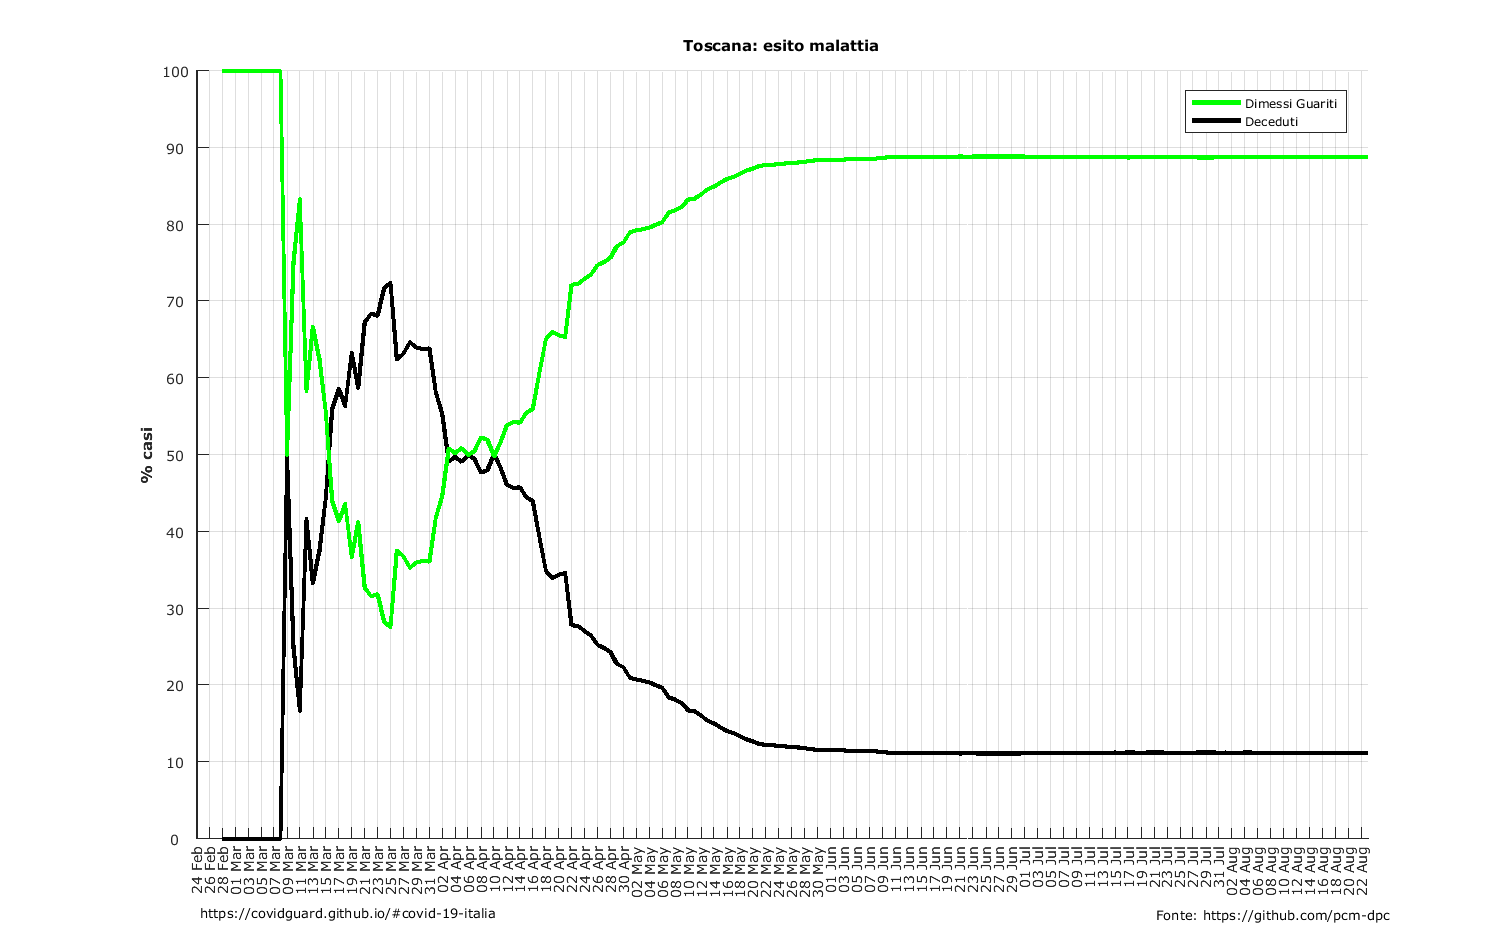 Toscana: esito malattia
100
90
80
70
60
50
40
30
20
10
0
% casi
Dimessi Guariti
Deceduti
24 Feb
26 Feb
28 Feb
01 Mar
03 Mar
05 Mar
07 Mar
09 Mar
11 Mar
13 Mar
15 Mar
17 Mar
19 Mar
21 Mar
23 Mar
25 Mar
27 Mar
29 Mar
31 Mar
02 Apr
04 Apr
06 Apr
08 Apr
10 Apr
12 Apr
14 Apr
16 Apr
18 Apr
20 Apr
22 Apr
24 Apr
26 Apr
28 Apr
30 Apr
02 May
04 May
06 May
08 May
10 May
12 May
14 May
16 May
18 May
20 May
22 May
24 May
26 May
28 May
30 May
01 Jun
03 Jun
05 Jun
07 Jun
09 Jun
11 Jun
13 Jun
15 Jun
17 Jun
19 Jun
21 Jun
23 Jun
25 Jun
27 Jun
29 Jun
01 Jul
03 Jul
05 Jul
07 Jul
09 Jul
11 Jul
13 Jul
15 Jul
17 Jul
19 Jul
21 Jul
23 Jul
25 Jul
27 Jul
29 Jul
31 Jul
02 Aug
04 Aug
06 Aug
08 Aug
10 Aug
12 Aug
14 Aug
16 Aug
18 Aug
20 Aug
22 Aug
https://covidguard.github.io/#covid-19-italia
Fonte: https://github.com/pcm-dpc